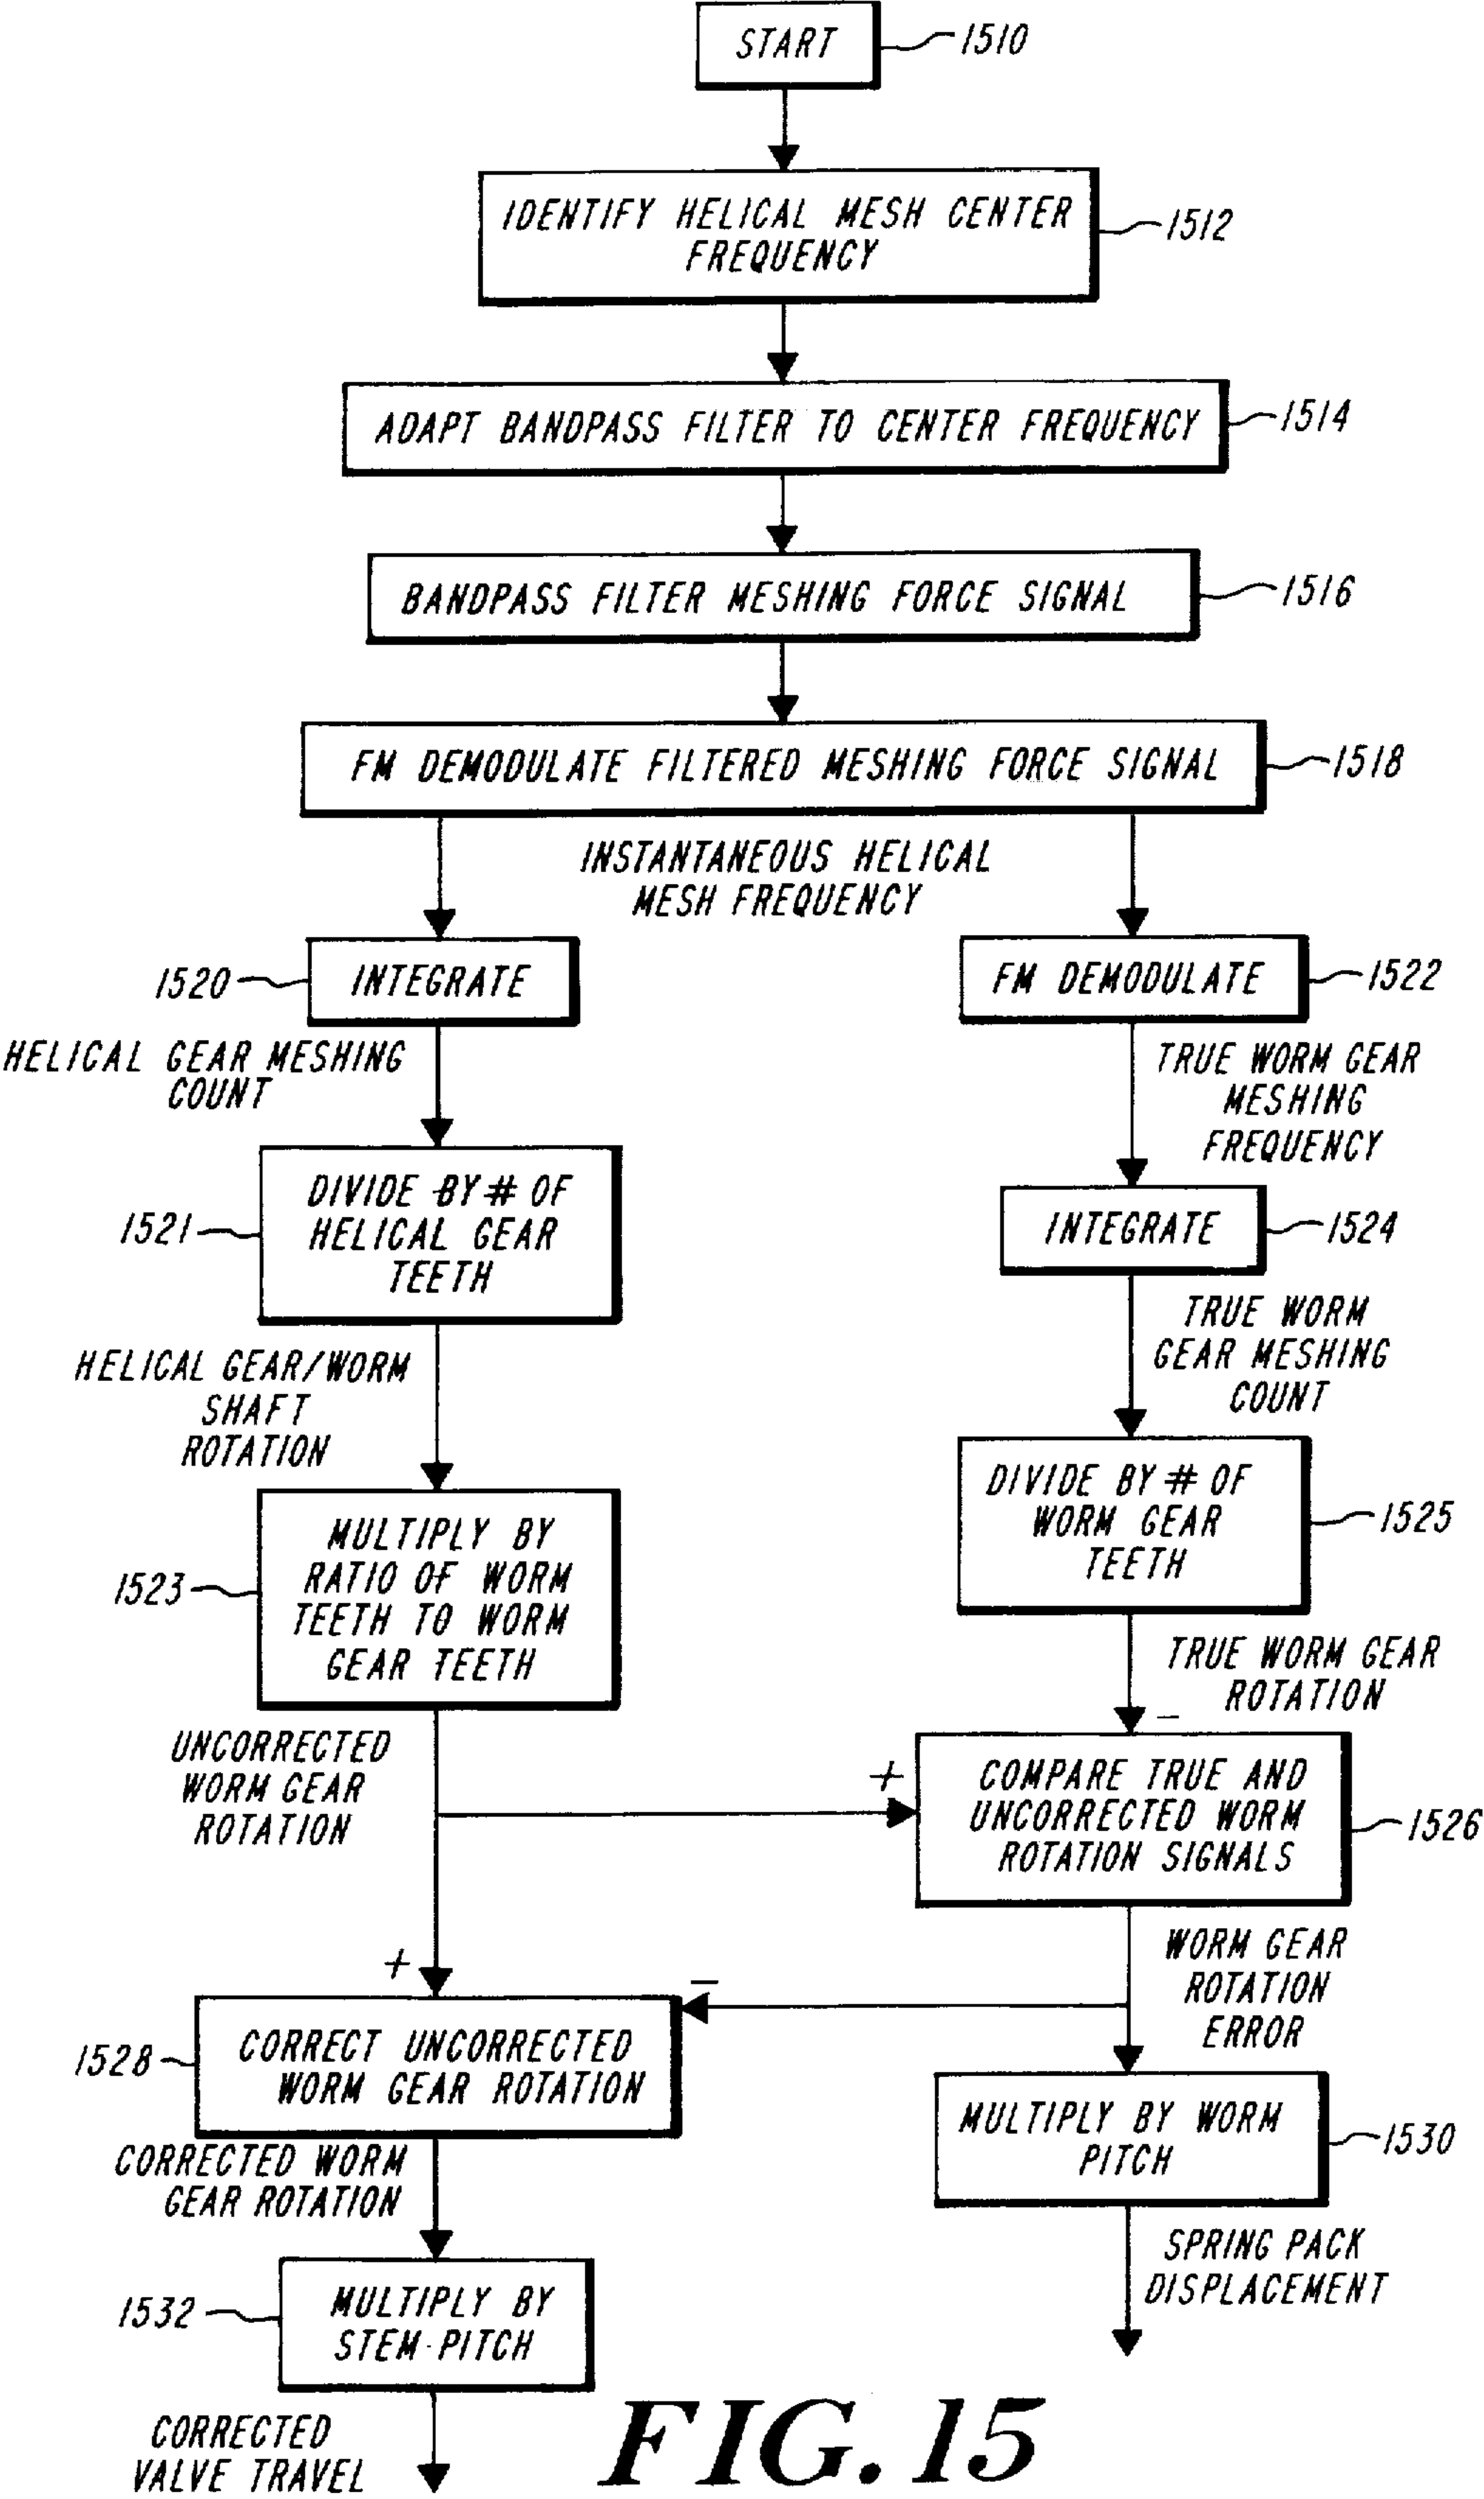 START
1510
IDENTIFY HELICAL MESH CENTER
FREQUENCY
1512
ADAPT BANDPASS FILTER TO CENTER FREQUENCY
1514
BANDPASS FILTER MESHING FORCE SIGNAL
1516
FM DEMODULATE FILTERED MESHING FORCE SIGNAL
1518
INSTANTANEOUS HELICAL
MESH FREQUENCY
1520
INTEGRATE
FM DEMODULATE
1522
HELICAL GEAR MESHING
COUNT
TRUE WORM GEAR
MESHING
FREQUENCY
1521
DIVIDE BY # OF
HELICAL GEAR
TEETH
INTEGRATE
1524
HELICAL GEAR/WORM
SHAFT
ROTATION
TRUE WORM
GEAR MESHING
COUNT
1523
MULTIPLY BY
RATIO OF WORM
TEETH TO WORM
GEAR TEETH
DIVIDE BY # OF
WORM GEAR
TEETH
1525
TRUE WORM GEAR
ROTATION
UNCORRECTED
WORM GEAR
ROTATION
+
−
COMPARE TRUE AND
UNCORRECTED WORM
ROTATION SIGNALS
1526
+
−
WORM GEAR
ROTATION
ERROR
1528
CORRECT UNCORRECTED
WORM GEAR ROTATION
MULTIPLY BY WORM
PITCH
1530
CORRECTED WORM
GEAR ROTATION
SPRING PACK
DISPLACEMENT
1532
MULTIPLY BY
STEM-PITCH
CORRECTED
VALVE TRAVEL
FIG. 15